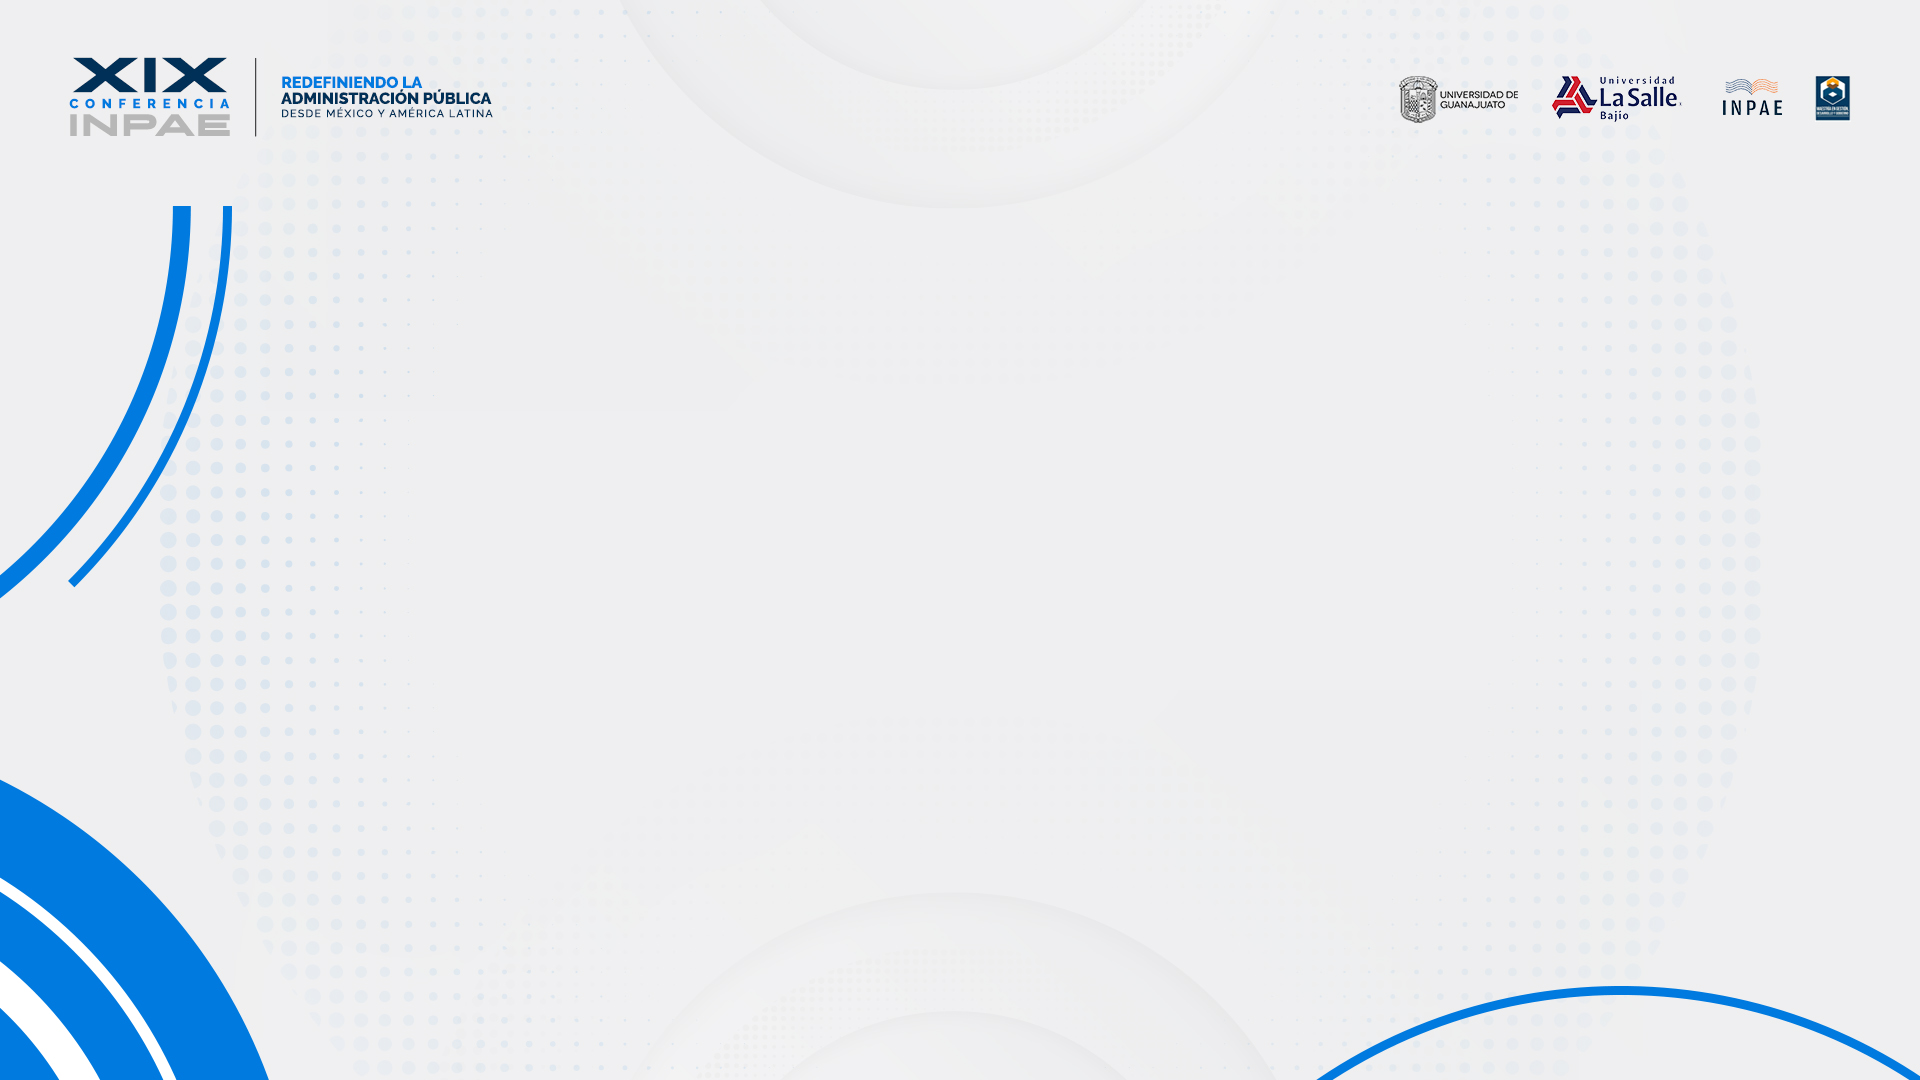 XIX
CONFERENCIA
INPAE
REDEFINIENDO LA
ADMINISTRACIÓN PÚBLICA
DESDE MÉXICO Y AMÉRICA LATINA
UNIVERSIDAD DE
GUANAJUATO
Universidad
La Salle
Bajío
INPAE